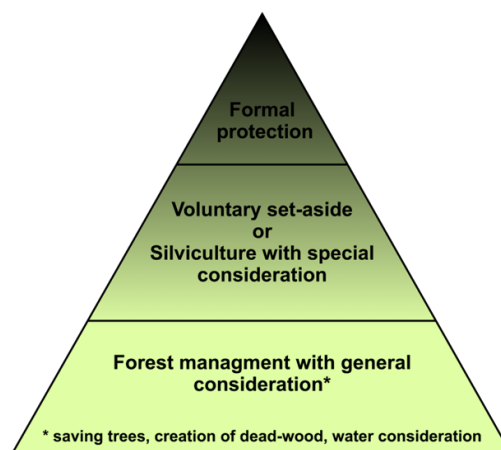 Formal
protection
Voluntary set-aside
or
Silviculture with special
consideration
Forest managment with general
consideration*
* saving trees, creation of dead-wood, water consideration